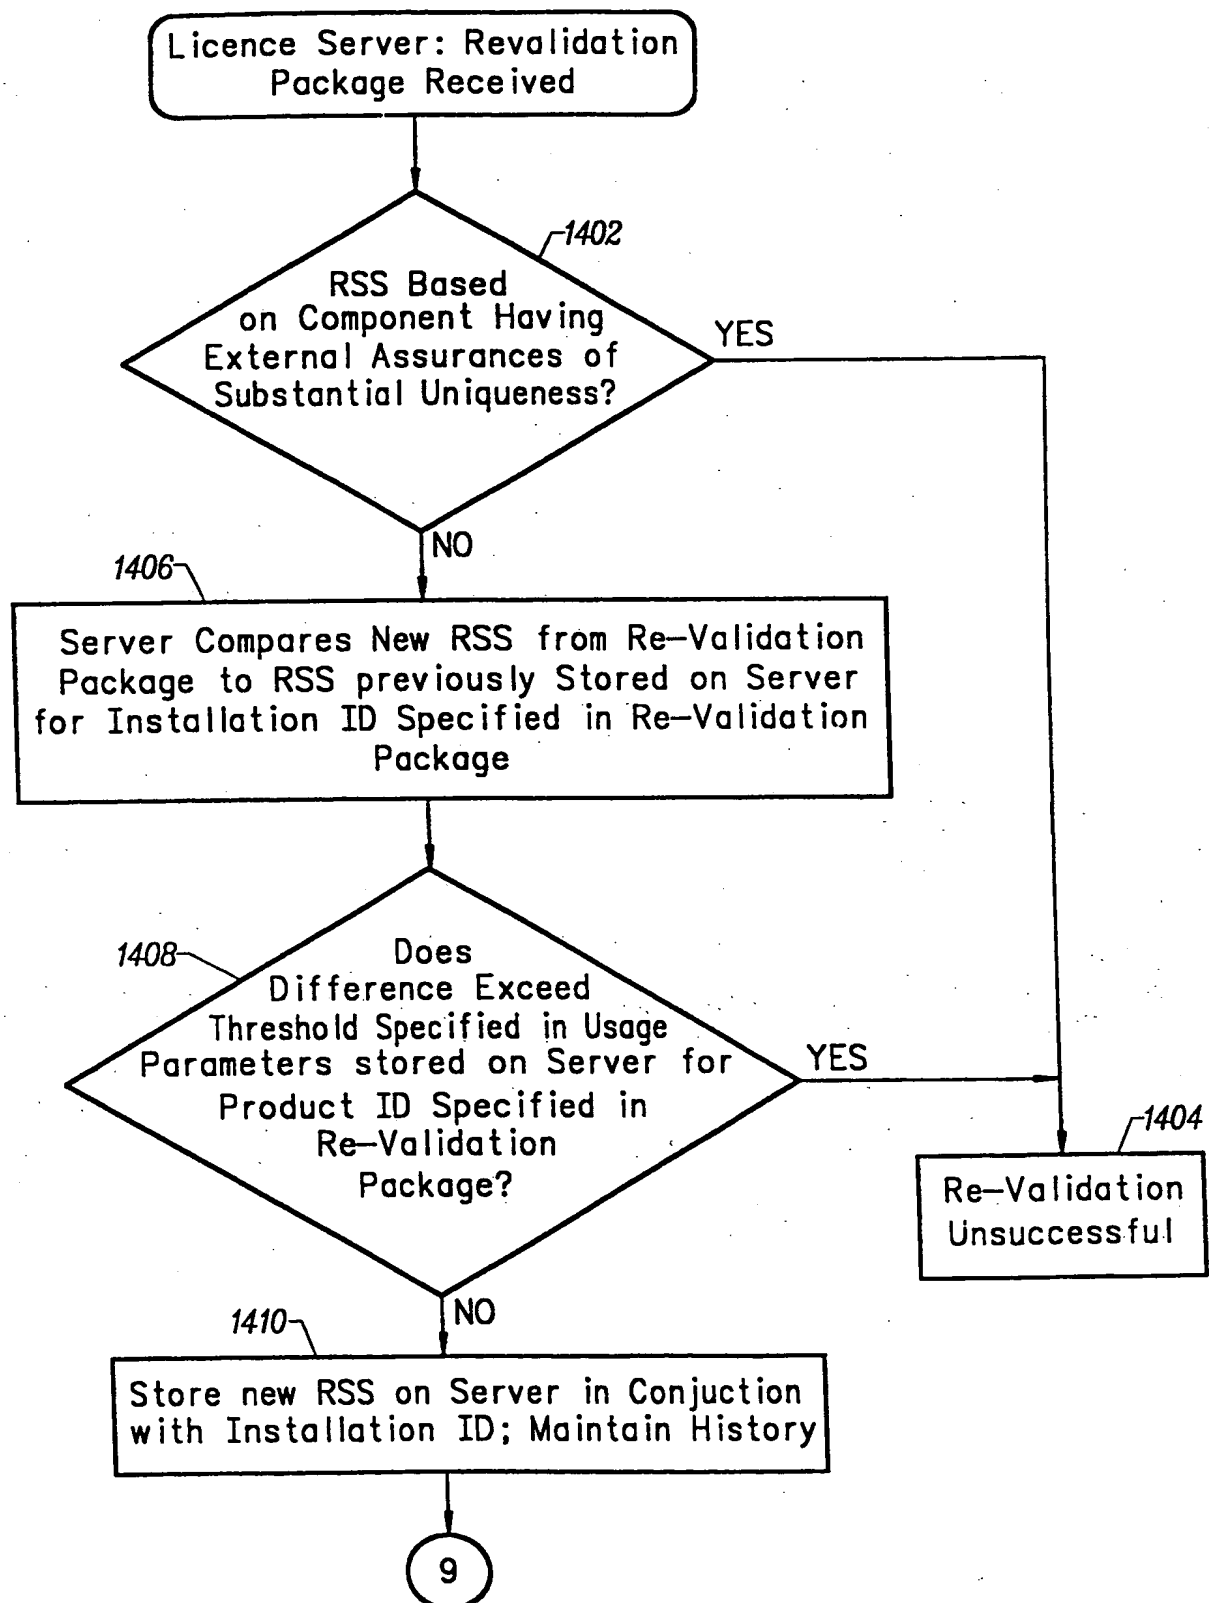 Licence Server: Revalidation
Package Received
1402
RSS Based
on Component Having
External Assurances of
Substantial Uniqueness?
YES
NO
1406
Server Compares New RSS from Re-Validation
Package to RSS previously Stored on Server
for Installation ID Specified in Re-Validation
Package
1408
Does
Difference Exceed
Threshold Specified in Usage
Parameters stored on Server for
Product ID Specified in
Re-Validation
Package?
YES
1404
Re-Validation
Unsuccessful
NO
1410
Store new RSS on Server in Conjuction
with Installation ID; Maintain History
9